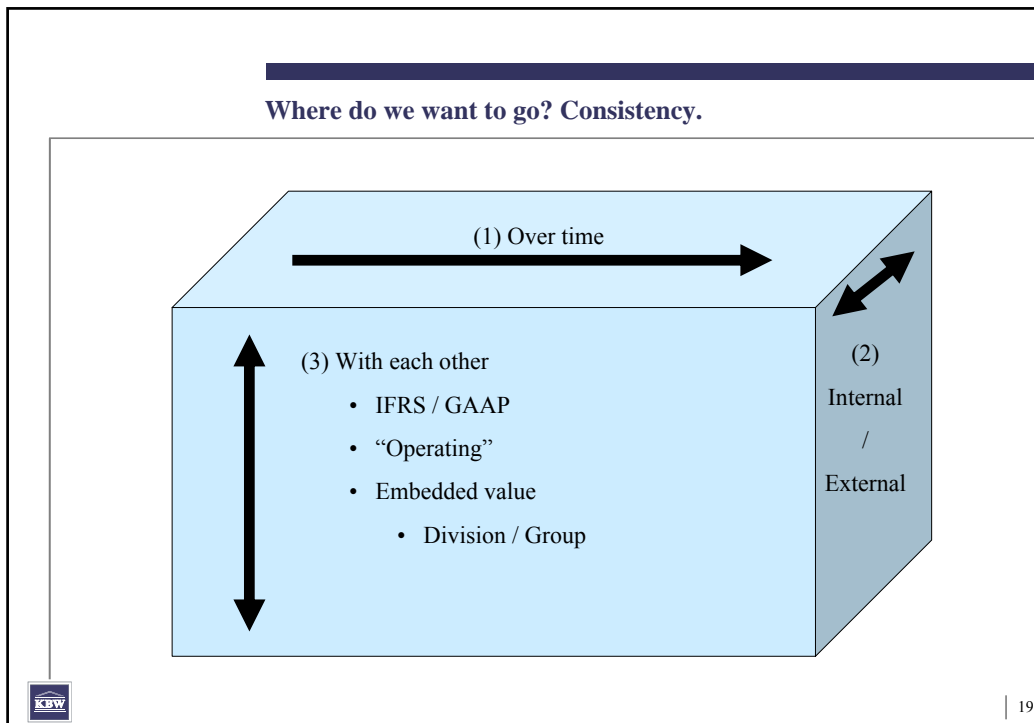 Where do we want to go? Consistency.
(1) Over time
(3) With each other
• IFRS / GAAP
• “Operating”
• Embedded value
• Division / Group
(2)
Internal
/
External
KBW
19